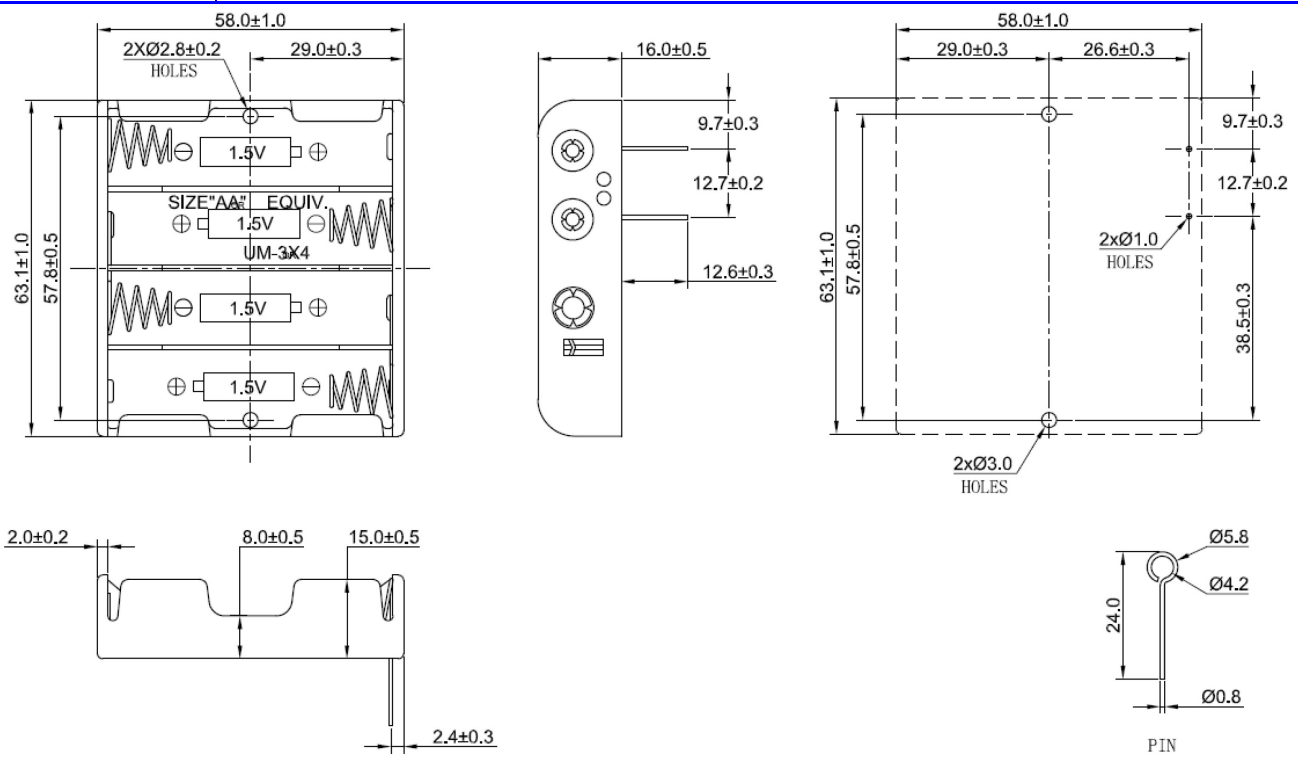 58.0±1.0
2XØ2.8±0.2
HOLES
29.0±0.3
63.1±1.0
57.8±0.5
1.5V
SIZE"AA" EQUIV.
1.5V
UM-3X4
1.5V
1.5V
16.0±0.5
9.7±0.3
12.7±0.2
12.6±0.3
58.0±1.0
29.0±0.3
26.6±0.3
9.7±0.3
12.7±0.2
2xØ1.0
HOLES
63.1±1.0
57.8±0.5
38.5±0.3
2xØ3.0
HOLES
2.0±0.2
8.0±0.5
15.0±0.5
2.4±0.3
Ø5.8
Ø4.2
24.0
Ø0.8
PIN